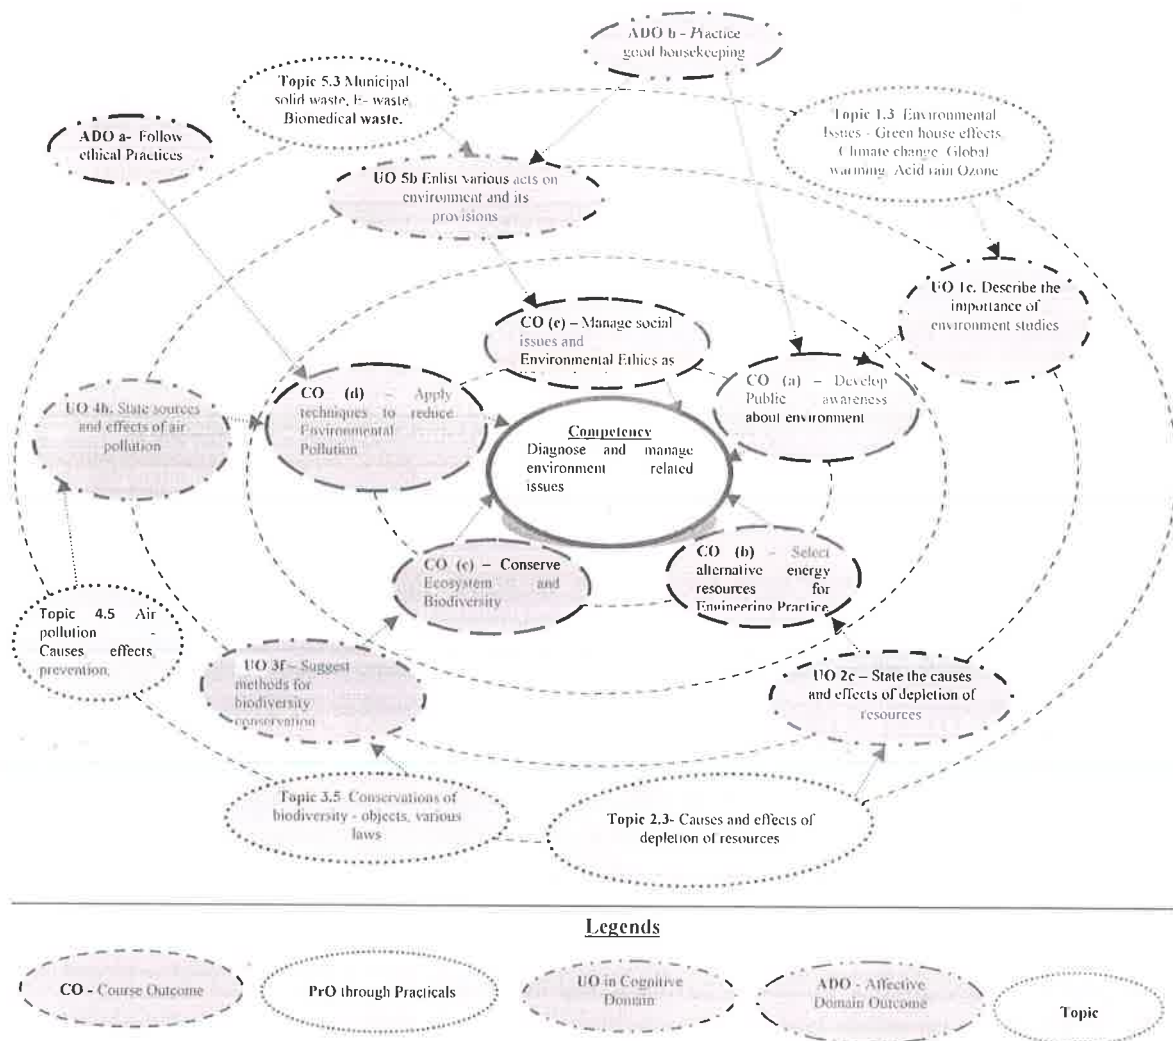 ADO b - Practice
good housekeeping
Topic 5.3 Municipal
solid waste, E- waste,
Biomedical waste.
Topic 1.3 Environmental
Issues - Green house effects,
Climate change, Global
warming, Acid rain Ozone
ADO a- Follow
ethical Practices
UO 5b Enlist various acts on
environment and its
provisions
UO 1c. Describe the
importance of
environment studies
CO (e) – Manage social
issues and
Environmental Ethics as
CO (d) – Apply
techniques to reduce
Environmental
Pollution
CO (a) – Develop
Public awareness
about environment
UO 4b. State sources
and effects of air
pollution
Competency
Diagnose and manage
environment related
issues
CO (c) – Conserve
Ecosystem and
Biodiversity
CO (b) – Select
alternative energy
resources for
Engineering Practice
Topic 4.5 Air
pollution -
Causes, effects,
prevention,
UO 3f – Suggest
methods for
biodiversity
conservation
UO 2c – State the causes
and effects of depletion of
resources
Topic 3.5 Conservations of
biodiversity - objects, various
laws
Topic 2.3- Causes and effects of
depletion of resources
Legends
CO - Course Outcome
PrO through Practicals
UO in Cognitive
Domain
ADO - Affective
Domain Outcome
Topic